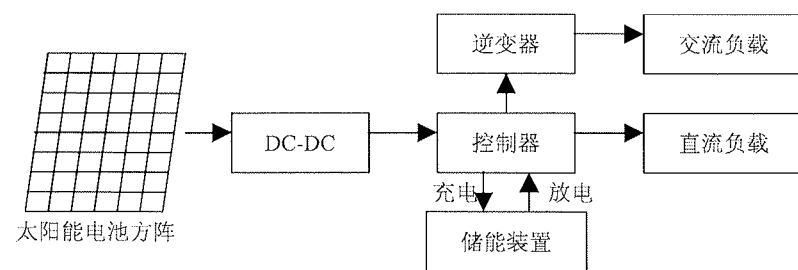 逆变器
交流负载
DC-DC
控制器
直流负载
充电
放电
太阳能电池方阵
储能装置